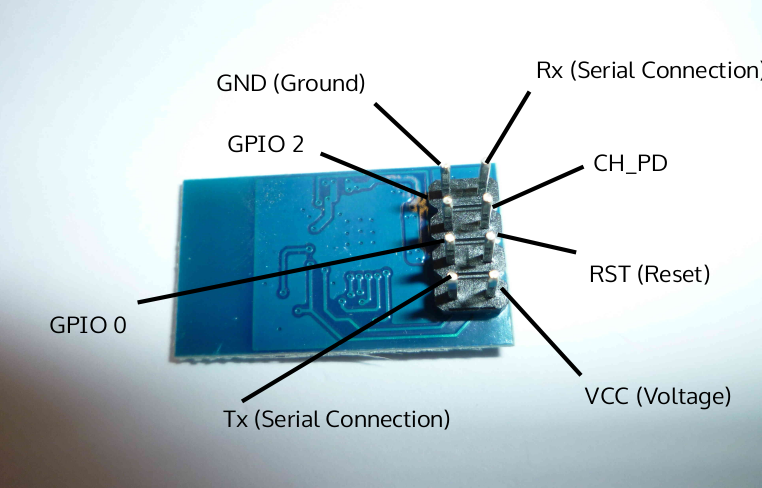 GND (Ground)
Rx (Serial Connection)
GPIO 2
CH_PD
RST (Reset)
GPIO 0
VCC (Voltage)
Tx (Serial Connection)